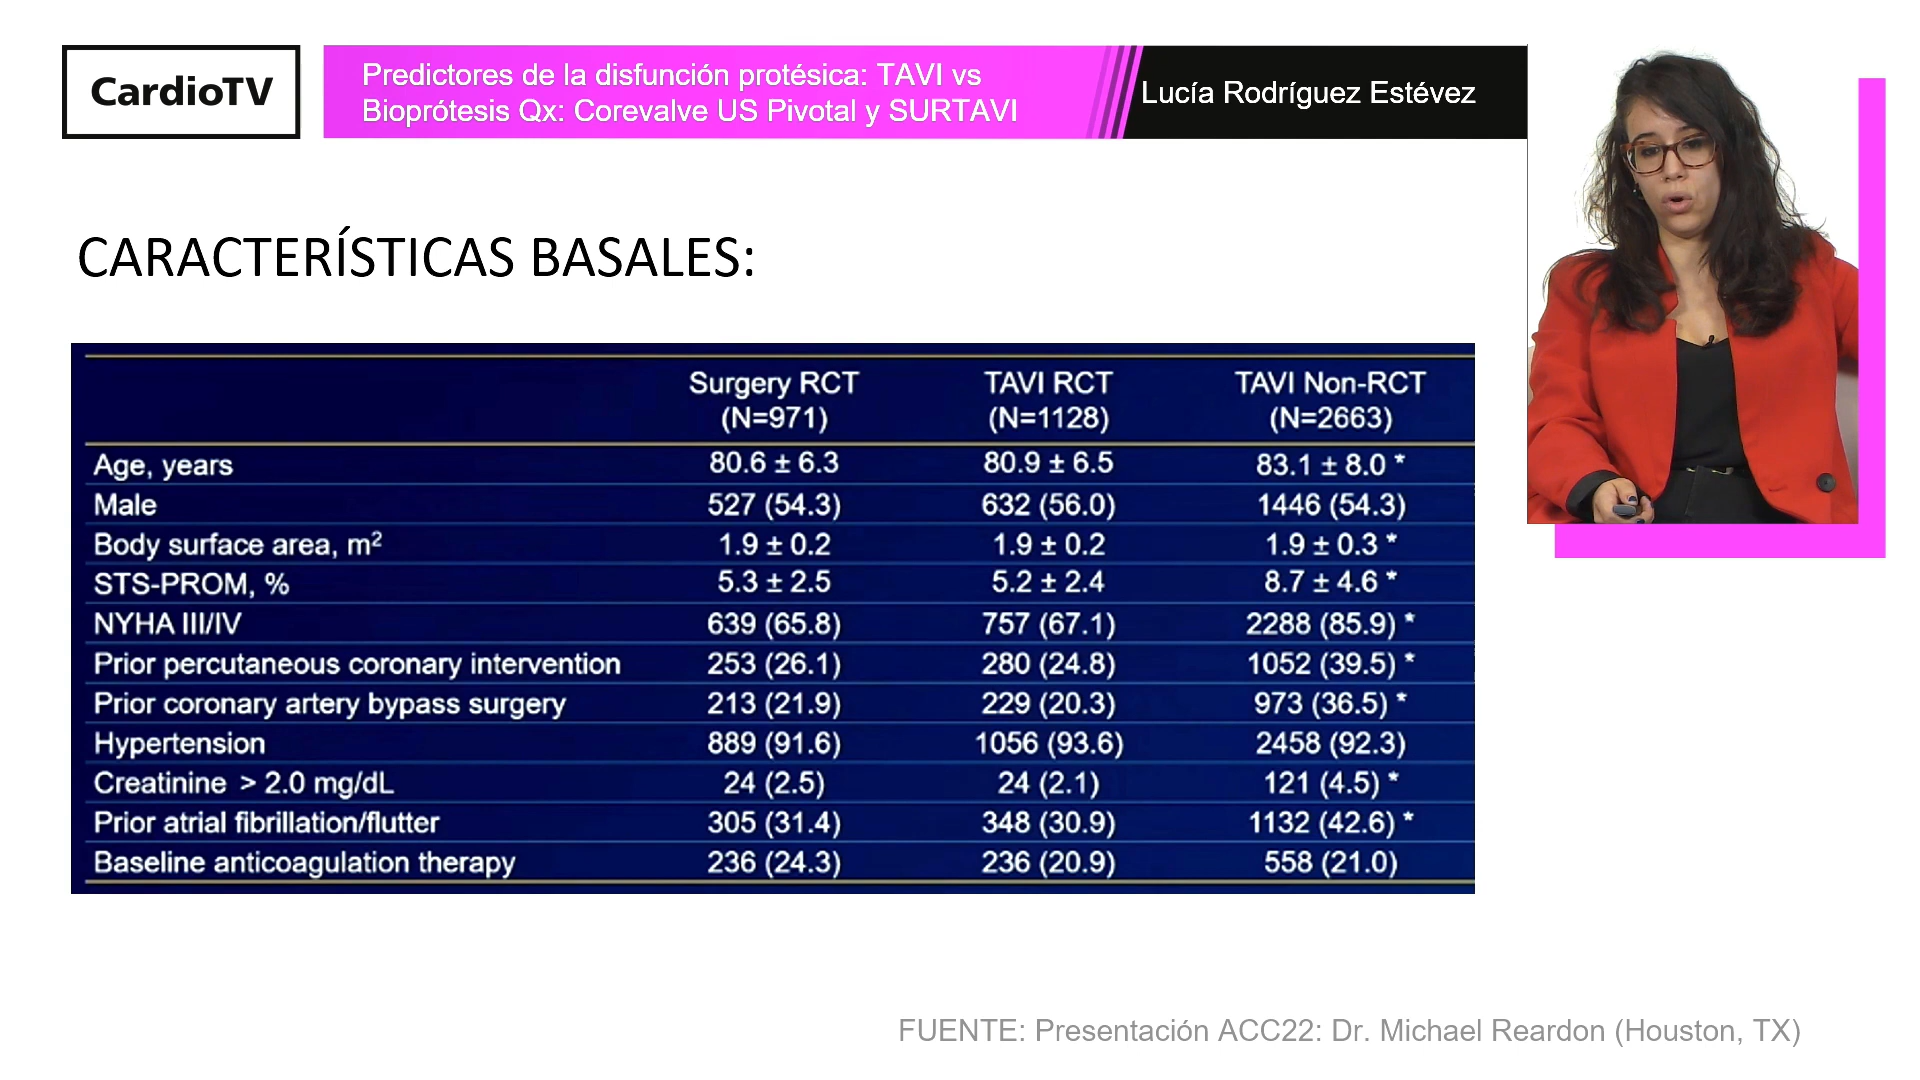 CardioTV
Predictores de la disfunción protésica: TAVI vs
Bioprótesis Qx: Corevalve US Pivotal y SURTAVI
Lucía Rodríguez Estévez
CARACTERÍSTICAS BASALES:
Surgery RCT TAVI RCT TAVI Non-RCT
(N=971) (N=1128) (N=2663)
Age, years 80.6 ± 6.3 80.9 ± 6.5 83.1 ± 8.0 *
Male 527 (54.3) 632 (56.0) 1446 (54.3)
Body surface area, m² 1.9 ± 0.2 1.9 ± 0.2 1.9 ± 0.3 *
STS-PROM, % 5.3 ± 2.5 5.2 ± 2.4 8.7 ± 4.6 *
NYHA III/IV 639 (65.8) 757 (67.1) 2288 (85.9) *
Prior percutaneous coronary intervention 253 (26.1) 280 (24.8) 1052 (39.5) *
Prior coronary artery bypass surgery 213 (21.9) 229 (20.3) 973 (36.5) *
Hypertension 889 (91.6) 1056 (93.6) 2458 (92.3)
Creatinine > 2.0 mg/dL 24 (2.5) 24 (2.1) 121 (4.5) *
Prior atrial fibrillation/flutter 305 (31.4) 348 (30.9) 1132 (42.6) *
Baseline anticoagulation therapy 236 (24.3) 236 (20.9) 558 (21.0)
FUENTE: Presentación ACC22: Dr. Michael Reardon (Houston, TX)